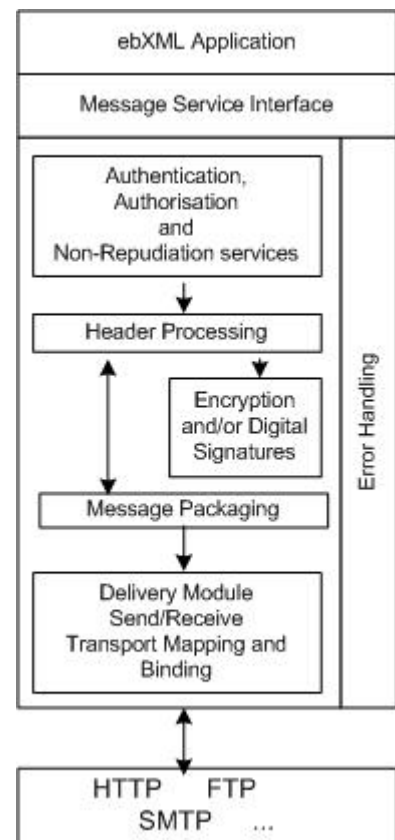 ebXML Application
Message Service Interface
Authentication,
Authorisation
and
Non-Repudiation services
Header Processing
Encryption
and/or Digital
Signatures
Message Packaging
Delivery Module
Send/Receive
Transport Mapping and
Binding
Error Handling
HTTP FTP
SMTP ...